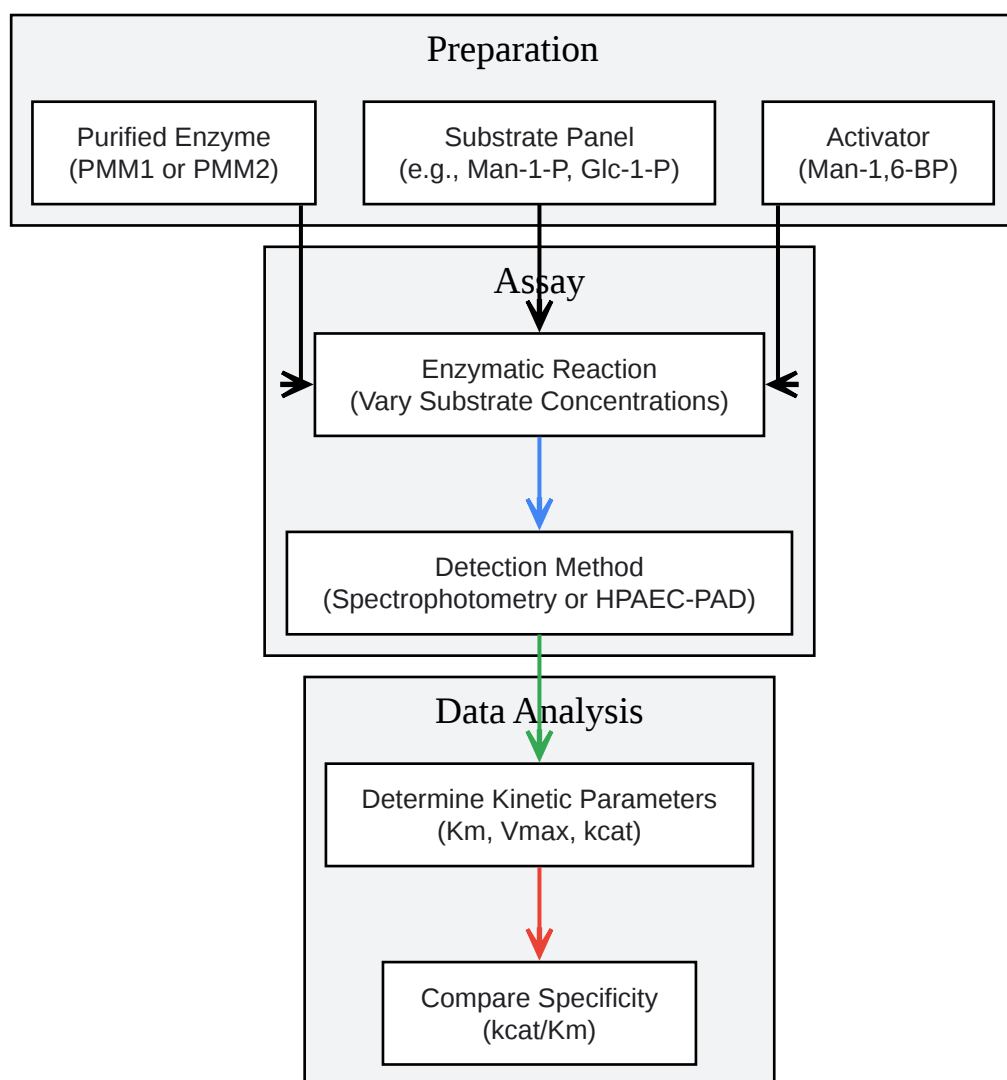 Preparation
Purified Enzyme
(PMM1 or PMM2)
Substrate Panel
(e.g., Man-1-P, Glc-1-P)
Activator
(Man-1,6-BP)
Assay
Enzymatic Reaction
(Vary Substrate Concentrations)
Detection Method
(Spectrophotometry or HPAEC-PAD)
Data Analysis
Determine Kinetic Parameters
(Km, Vmax, kcat)
Compare Specificity
(kcat/Km)